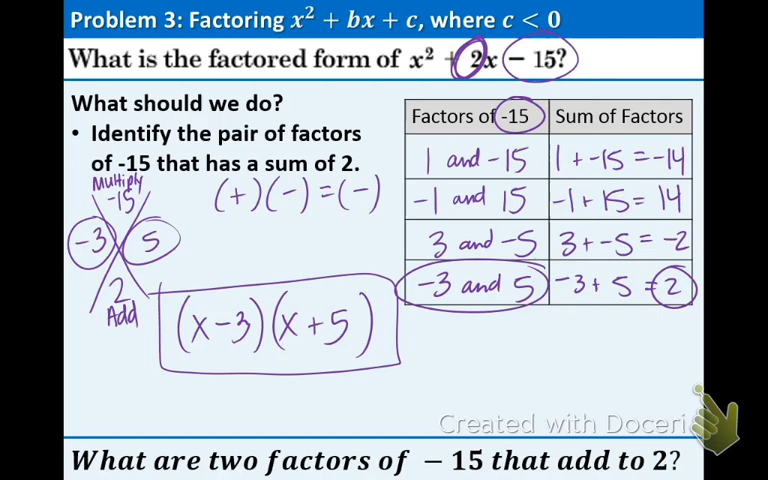 Problem 3: Factoring x² + bx + c, where c < 0
What is the factored form of x² + 2x − 15?
What should we do?
• Identify the pair of factors
of -15 that has a sum of 2.
Multiply
-15
-3 5
2
Add
(+)(-)=(-)
(x-3)(x+5)
Factors of -15 Sum of Factors
1 and -15 1 + -15 = -14
-1 and 15 -1 + 15 = 14
3 and -5 3 + -5 = -2
-3 and 5 -3 + 5 = 2
Created with Doceri
What are two factors of − 15 that add to 2?